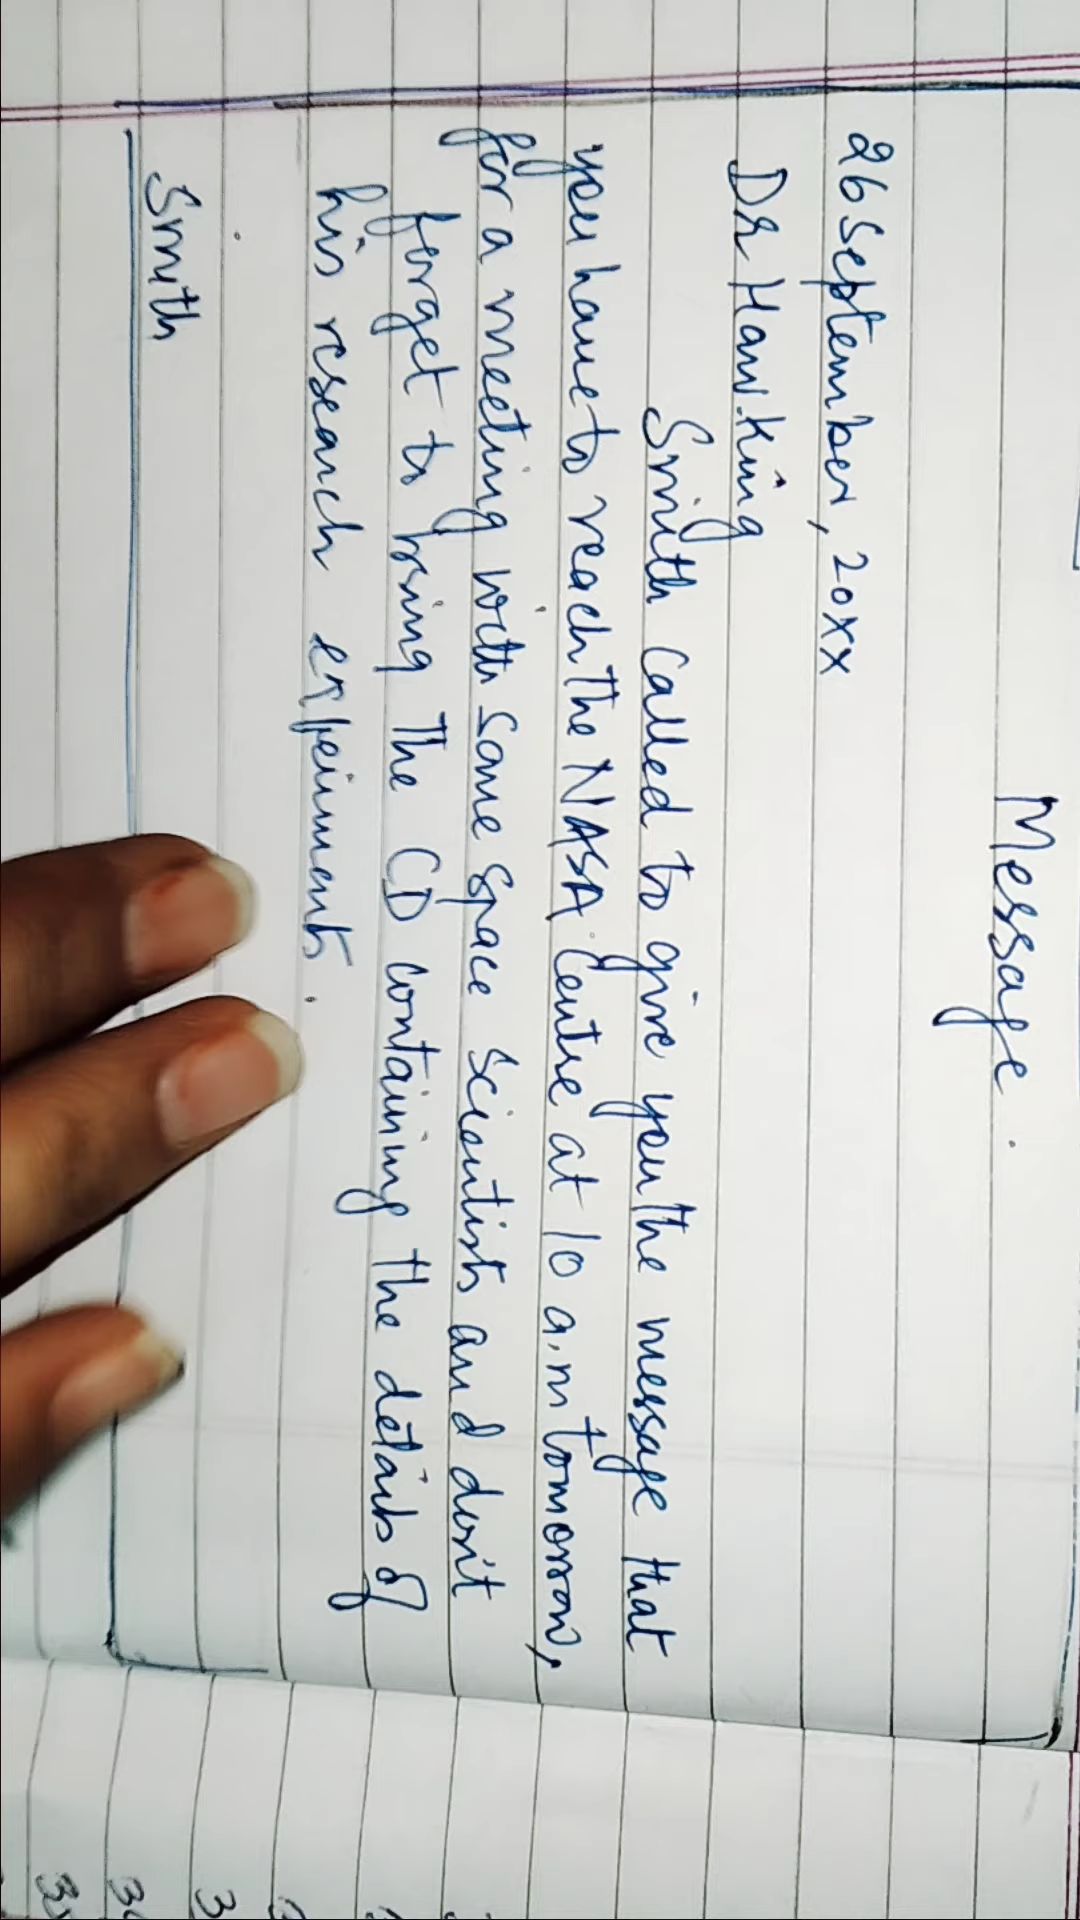 Message.
26 September, 20xx
Dr Hawking
Smith called to give you the message that
you have to reach the NASA Centre at 10 a.m tomorrow,
for a meeting with some space scientists and don't
forget to bring The CD containing the details of
his research experiments.
Smith